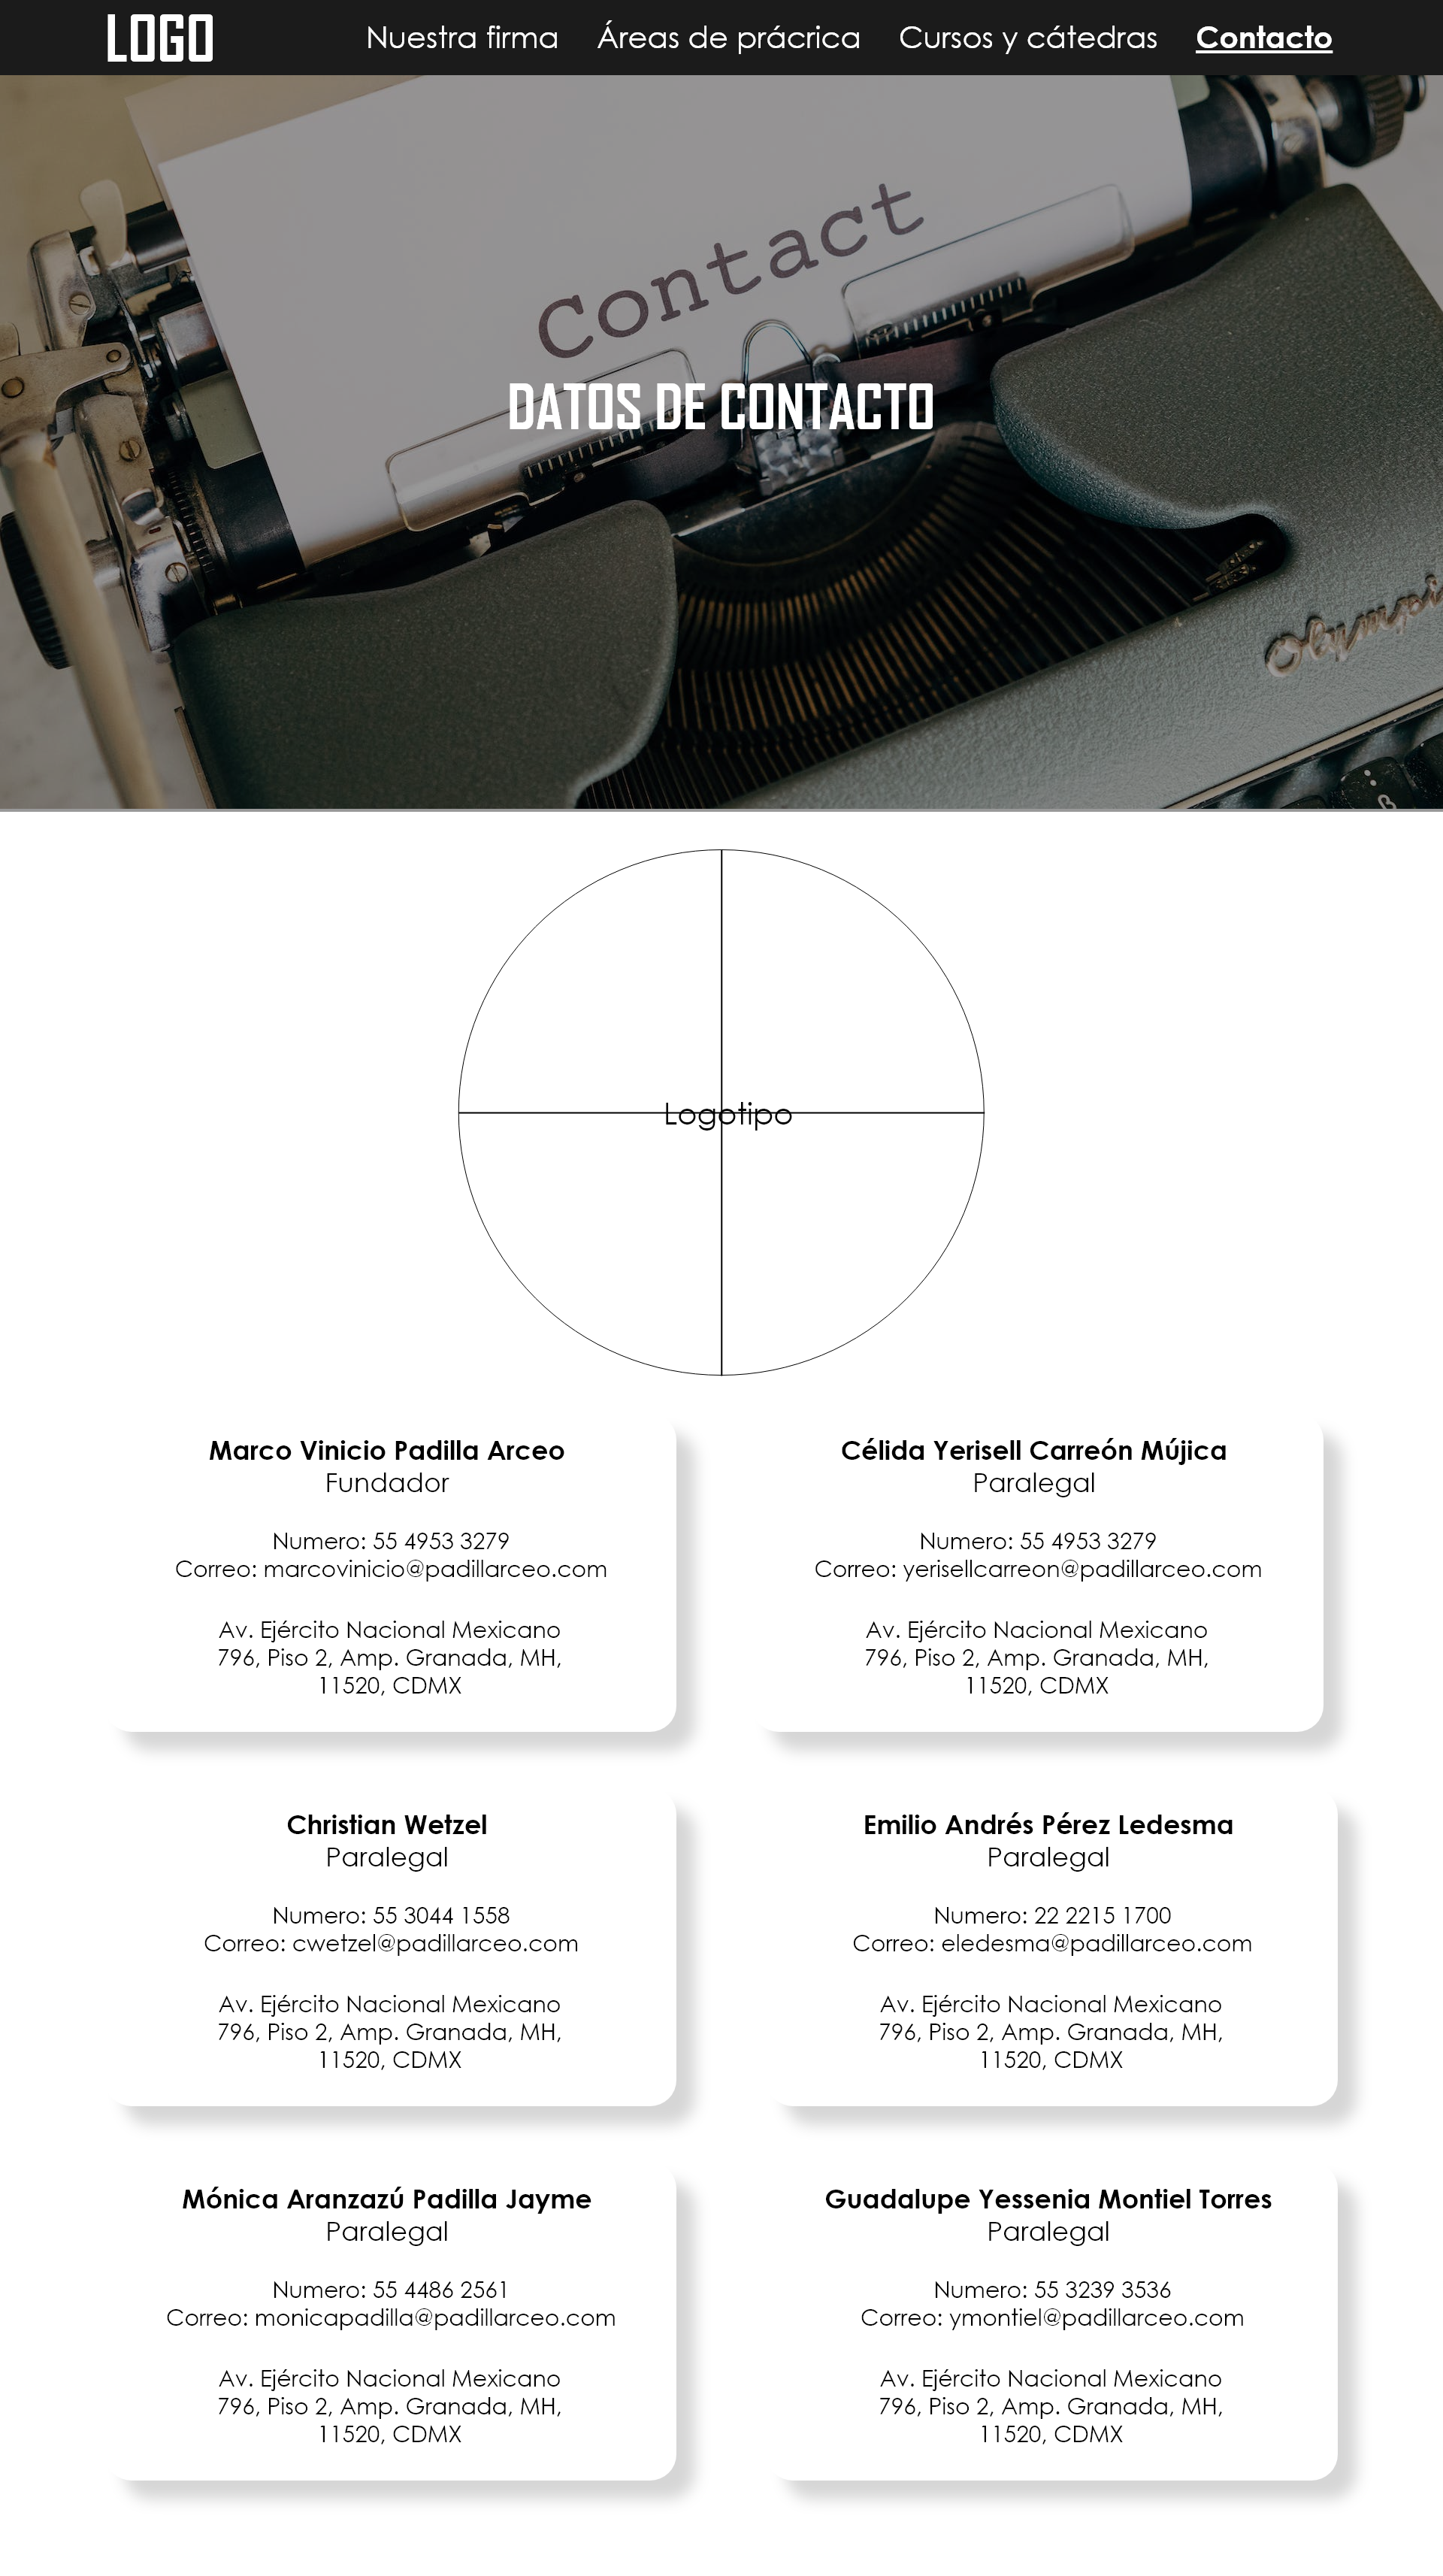 LOGO
Nuestra firma
Áreas de prácrica
Cursos y cátedras
Contacto
Contact
DATOS DE CONTACTO
Olympia
Logotipo
Marco Vinicio Padilla Arceo
Fundador
Numero: 55 4953 3279
Correo: marcovinicio@padillarceo.com
Av. Ejército Nacional Mexicano
796, Piso 2, Amp. Granada, MH,
11520, CDMX
Célida Yerisell Carreón Mújica
Paralegal
Numero: 55 4953 3279
Correo: yerisellcarreon@padillarceo.com
Av. Ejército Nacional Mexicano
796, Piso 2, Amp. Granada, MH,
11520, CDMX
Christian Wetzel
Paralegal
Numero: 55 3044 1558
Correo: cwetzel@padillarceo.com
Av. Ejército Nacional Mexicano
796, Piso 2, Amp. Granada, MH,
11520, CDMX
Emilio Andrés Pérez Ledesma
Paralegal
Numero: 22 2215 1700
Correo: eledesma@padillarceo.com
Av. Ejército Nacional Mexicano
796, Piso 2, Amp. Granada, MH,
11520, CDMX
Mónica Aranzazú Padilla Jayme
Paralegal
Numero: 55 4486 2561
Correo: monicapadilla@padillarceo.com
Av. Ejército Nacional Mexicano
796, Piso 2, Amp. Granada, MH,
11520, CDMX
Guadalupe Yessenia Montiel Torres
Paralegal
Numero: 55 3239 3536
Correo: ymontiel@padillarceo.com
Av. Ejército Nacional Mexicano
796, Piso 2, Amp. Granada, MH,
11520, CDMX